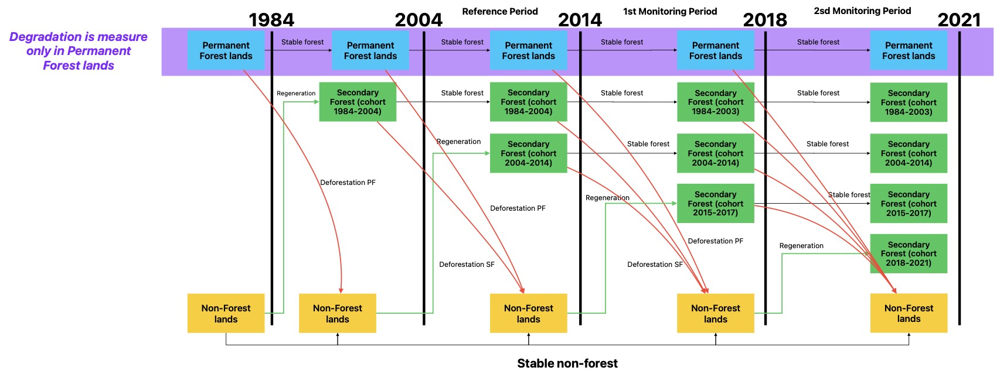 Reference Period
1st Monitoring Period
2sd Monitoring Period
1984
2004
2014
2018
2021
Degradation is measure
only in Permanent
Forest lands
Permanent
Forest lands
Stable forest
Permanent
Forest lands
Stable forest
Permanent
Forest lands
Stable forest
Permanent
Forest lands
Stable forest
Permanent
Forest lands
Regeneration
Secondary
Forest (cohort
1984-2004)
Stable forest
Secondary
Forest (cohort
1984-2004)
Stable forest
Secondary
Forest (cohort
1984-2003)
Stable forest
Secondary
Forest (cohort
1984-2003)
Regeneration
Secondary
Forest (cohort
2004-2014)
Stable forest
Secondary
Forest (cohort
2004-2014)
Stable forest
Secondary
Forest (cohort
2004-2014)
Deforestation PF
Regeneration
Secondary
Forest (cohort
2015-2017)
Stable forest
Secondary
Forest (cohort
2015-2017)
Deforestation PF
Deforestation PF
Regeneration
Secondary
Forest (cohort
2018-2021)
Deforestation SF
Deforestation SF
Non-Forest
lands
Non-Forest
lands
Non-Forest
lands
Non-Forest
lands
Non-Forest
lands
Stable non-forest